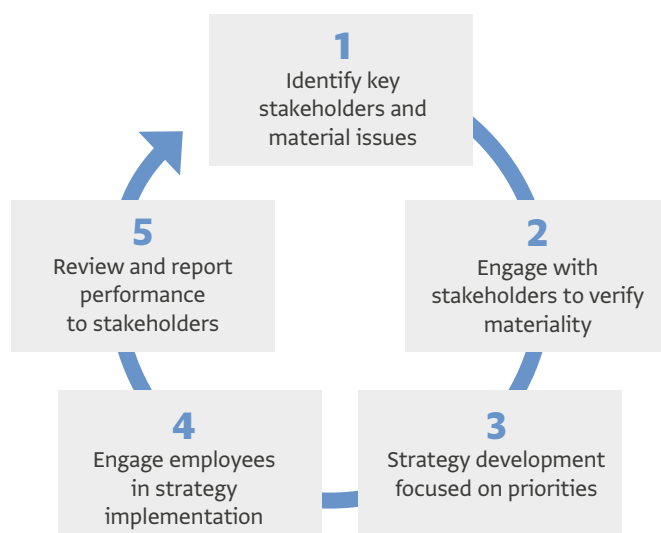 1
Identify key
stakeholders and
material issues
2
Engage with
stakeholders to verify
materiality
3
Strategy development
focused on priorities
4
Engage employees
in strategy
implementation
5
Review and report
performance
to stakeholders